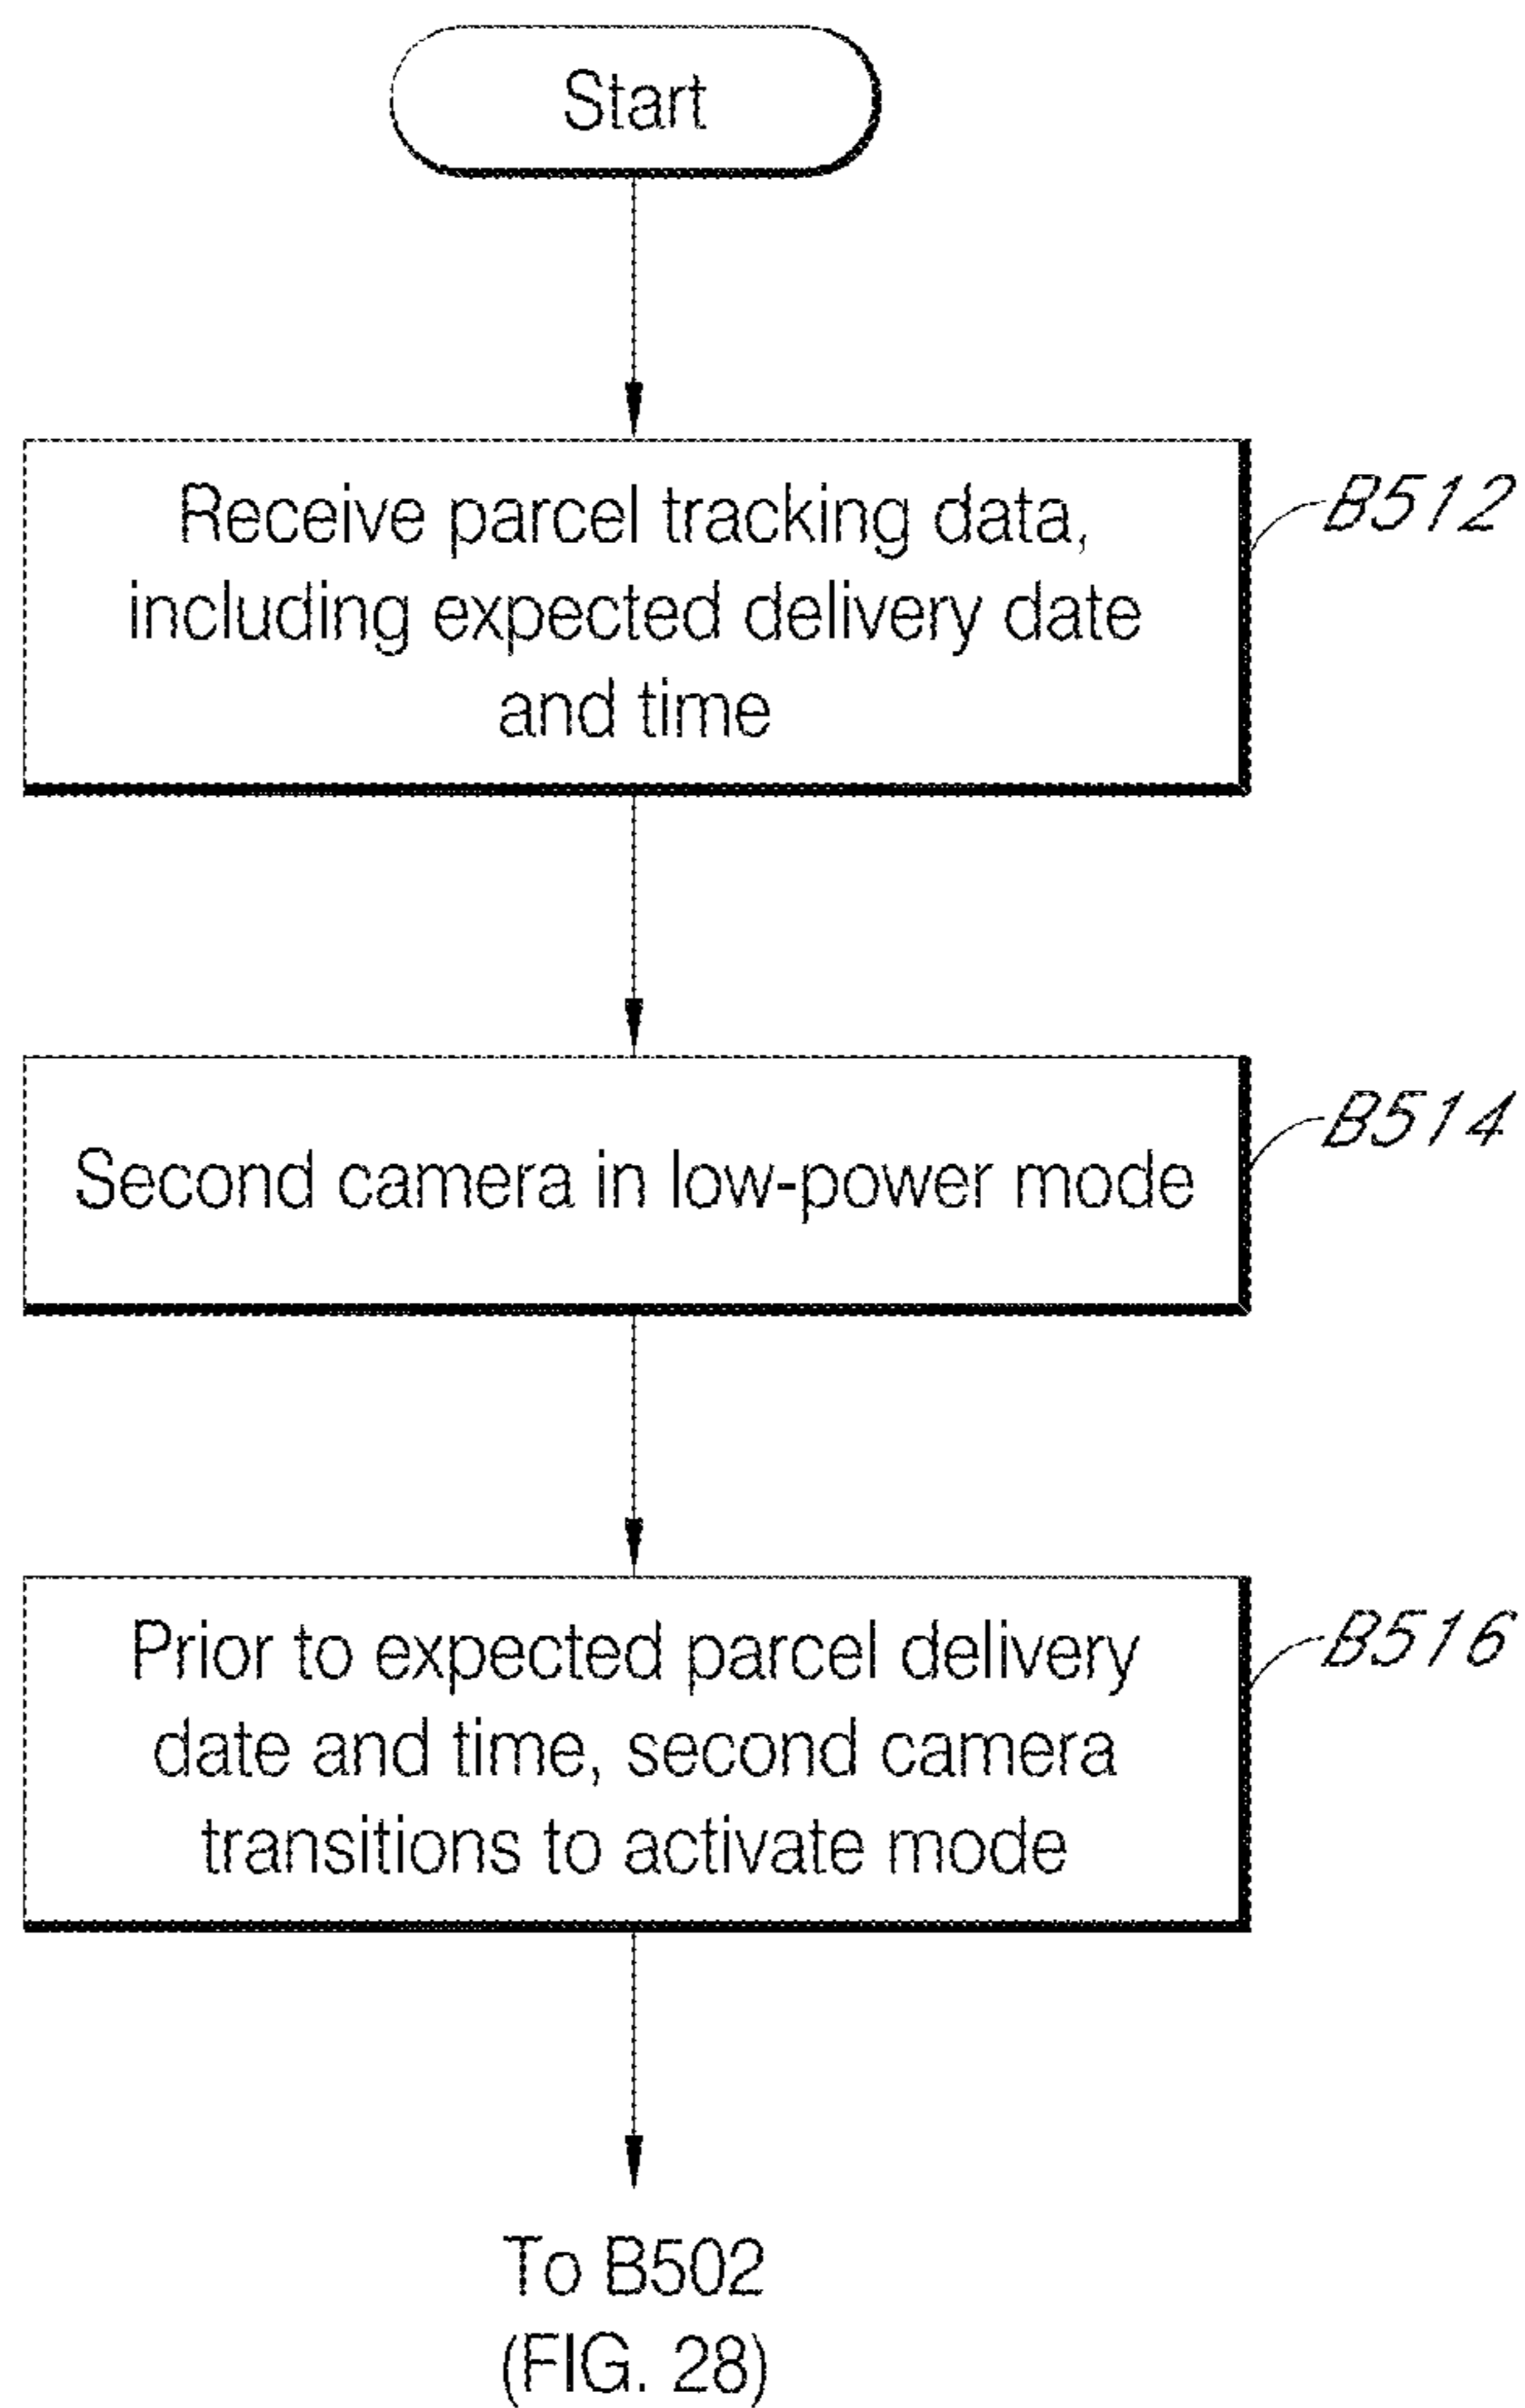 Start
Receive parcel tracking data,
including expected delivery date
and time
B512
Second camera in low-power mode
B514
Prior to expected parcel delivery
date and time, second camera
transitions to activate mode
B516
To B502
(FIG. 28)